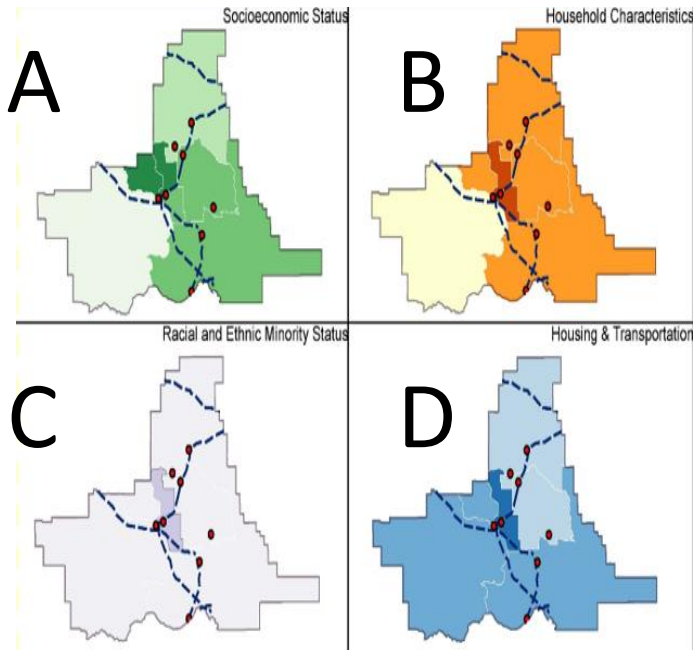 Socioeconomic Status
A
Household Characteristics
B
Racial and Ethnic Minority Status
C
Housing & Transportation
D